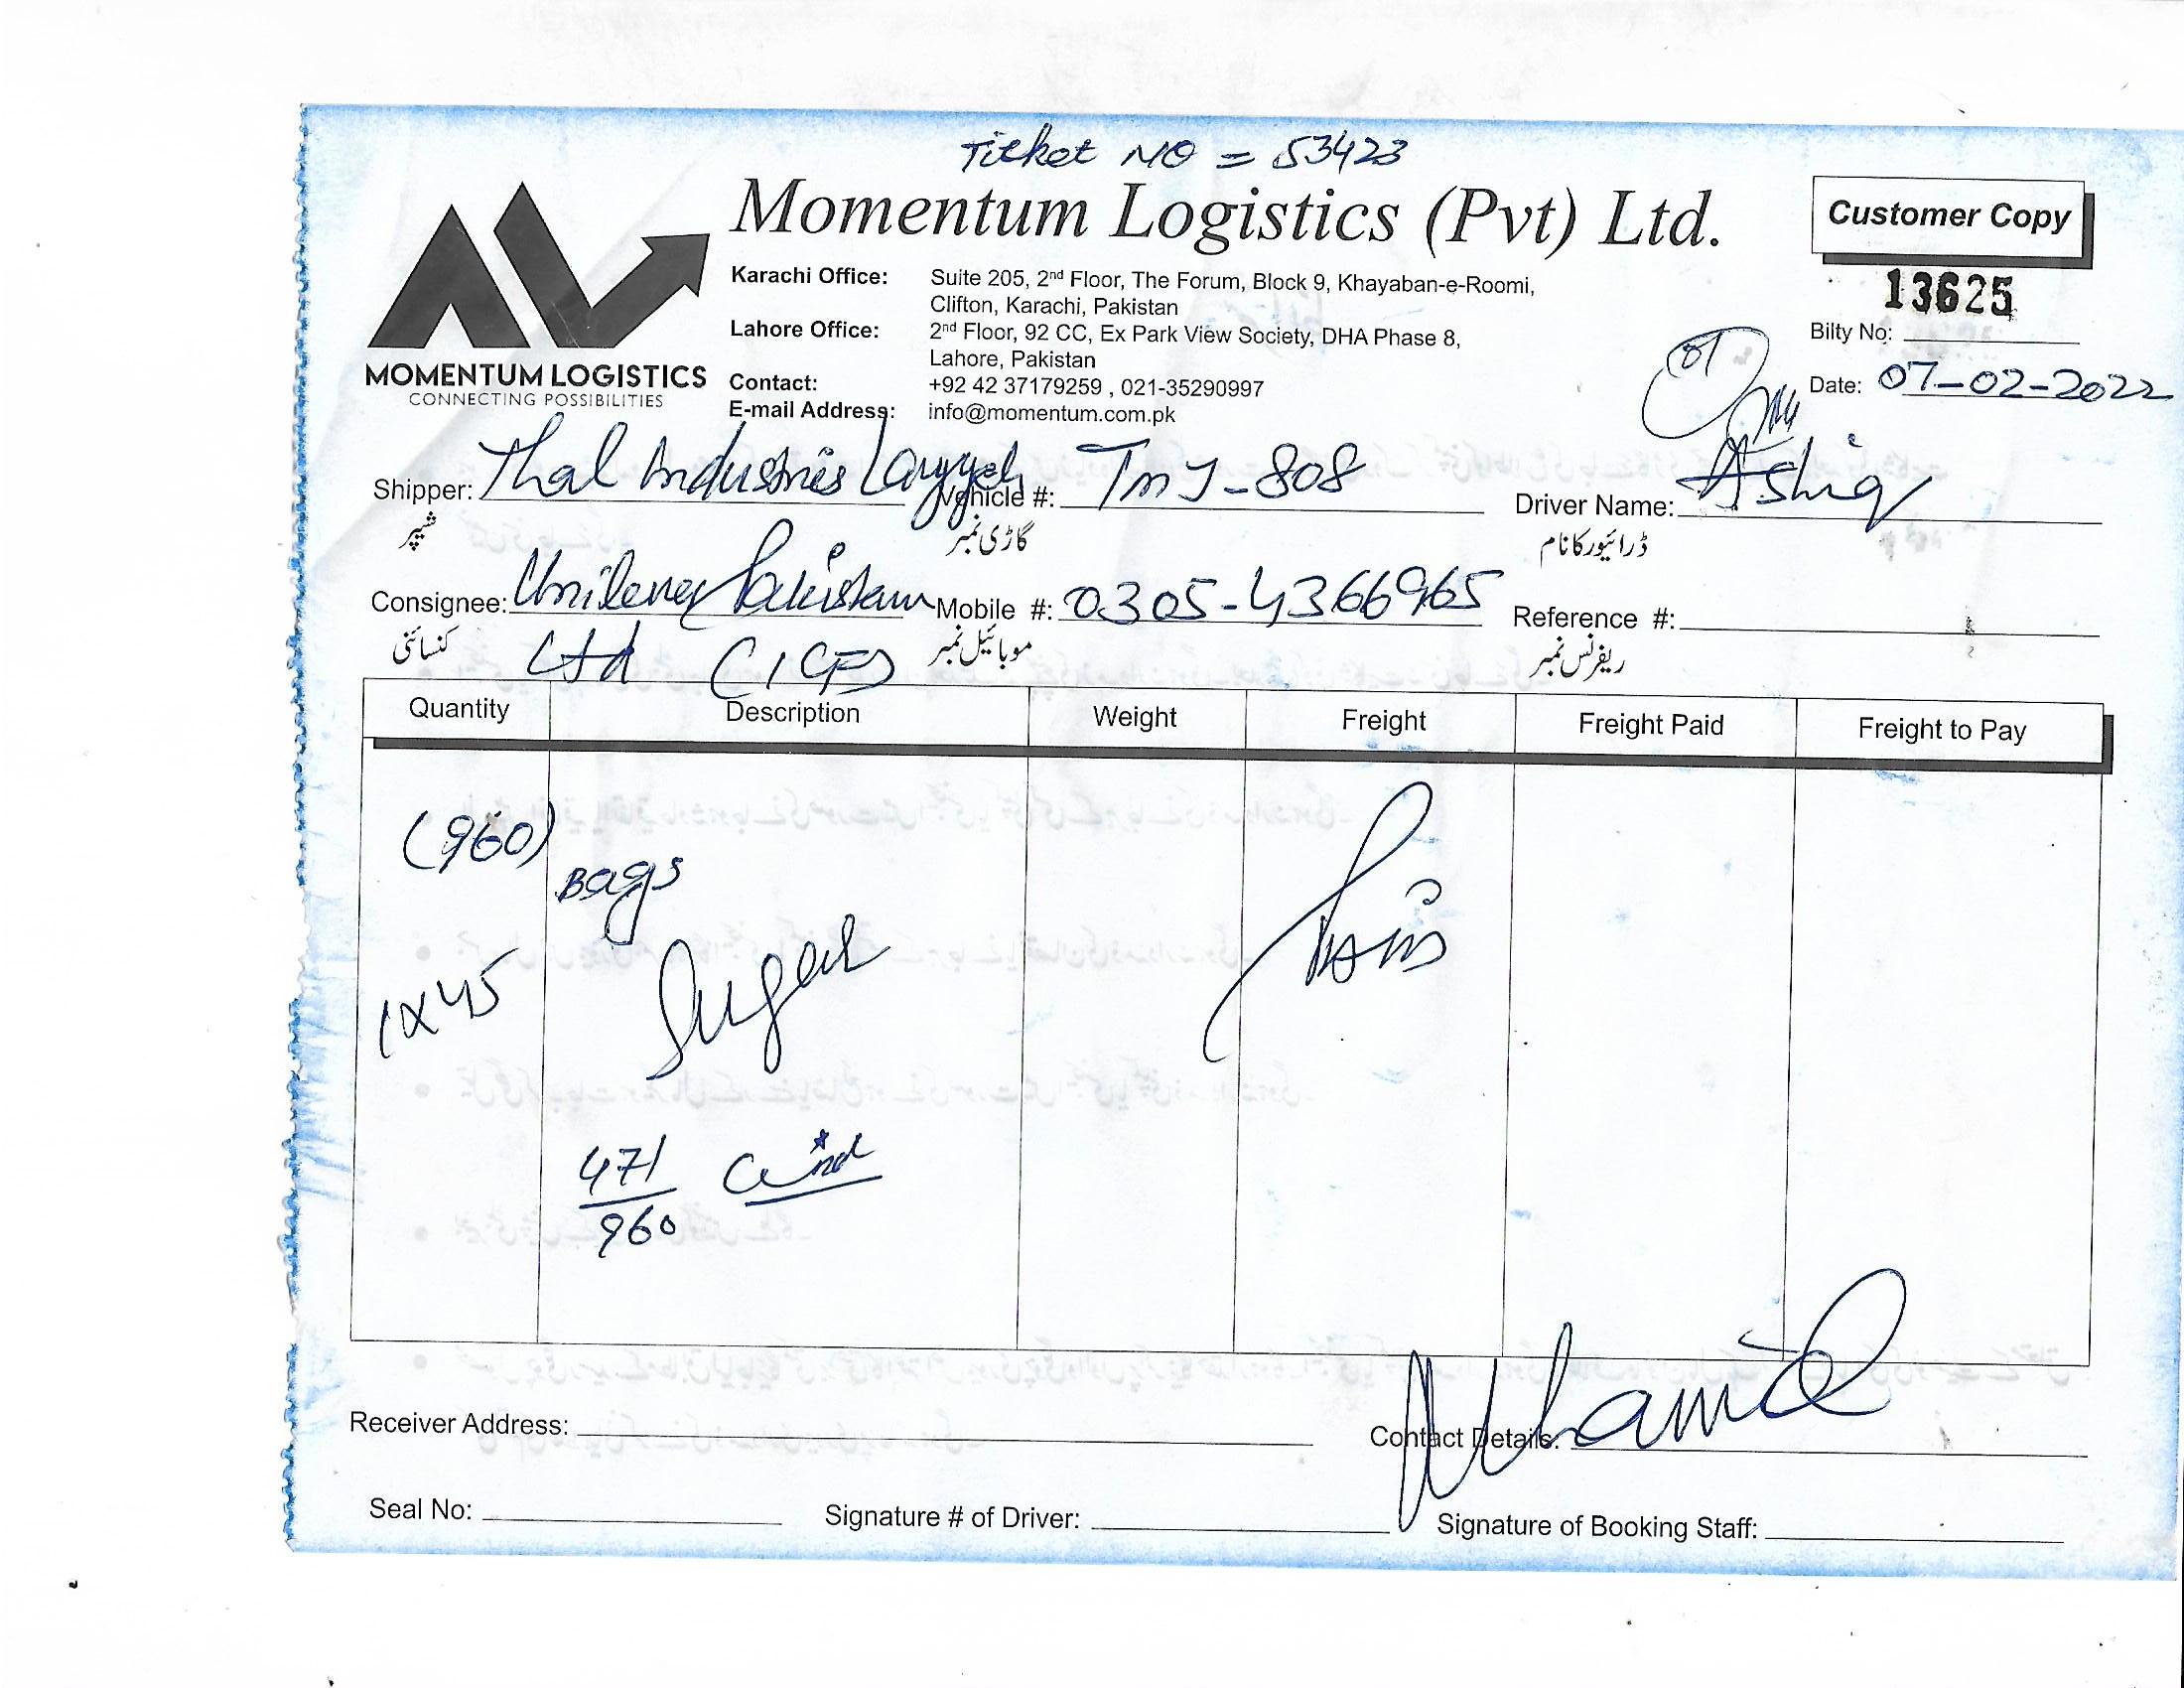 Ticket NO = 53423
Momentum Logistics (Pvt) Ltd.
Customer Copy
13625
Karachi Office: Suite 205, 2nd Floor, The Forum, Block 9, Khayaban-e-Roomi,
Clifton, Karachi, Pakistan
Lahore Office: 2nd Floor, 92 CC, Ex Park View Society, DHA Phase 8,
Lahore, Pakistan
Contact: +92 42 37179259 , 021-35290997
E-mail Address: info@momentum.com.pk
MOMENTUM LOGISTICS
CONNECTING POSSIBILITIES
Bilty No:
Date: 07-02-2022
Shipper: Thal Industries Layyah Vehicle #: TMJ-808 Driver Name: Ashiq
شیپر گاڑی نمبر ڈرائیور کا نام
Consignee: Unilever Pakistan Mobile #: 0305-4366965 Reference #:
Ltd
کنسائنی موبائیل نمبر ریفرنس نمبر
Quantity Description Weight Freight Freight Paid Freight to Pay
(960) Bags
1x45 Sugar
471
960
Receiver Address: Contact Details:
Seal No: Signature # of Driver: Signature of Booking Staff: